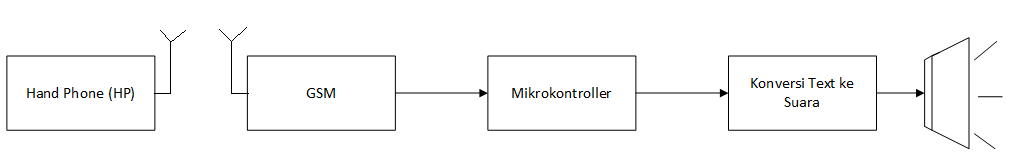 Hand Phone (HP)
GSM
Mikrokontroller
Konversi Text ke
Suara